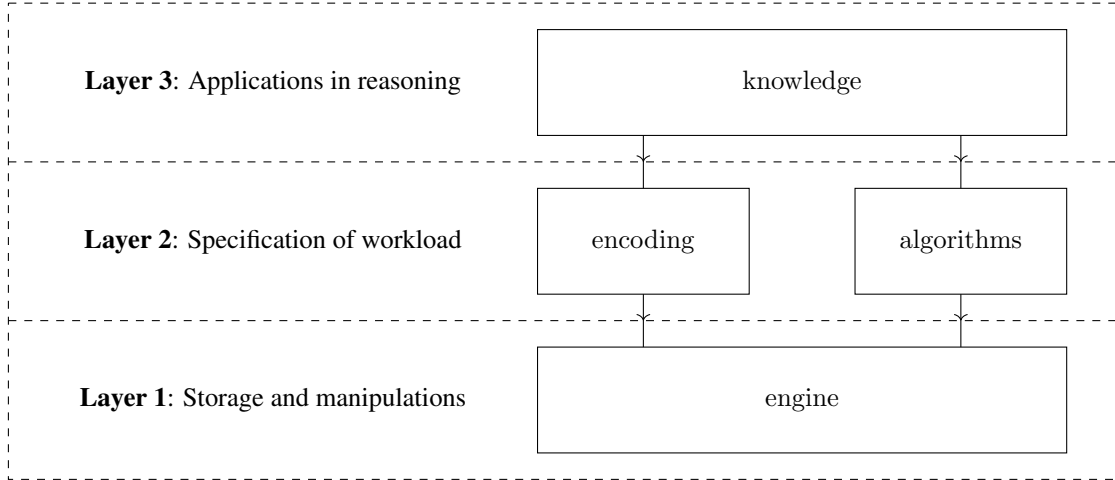 Layer 3: Applications in reasoning
knowledge
Layer 2: Specification of workload
encoding
algorithms
Layer 1: Storage and manipulations
engine